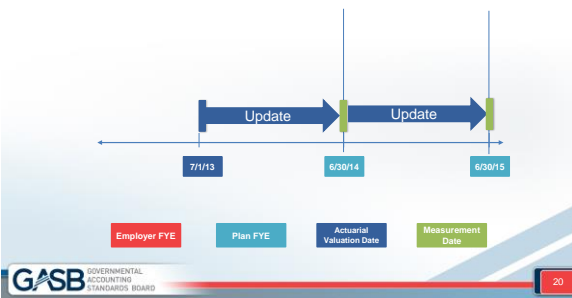 Update
Update
7/1/13
6/30/14
6/30/15
Employer FYE
Plan FYE
Actuarial
Valuation Date
Measurement
Date
GASB
GOVERNMENTAL
ACCOUNTING
STANDARDS BOARD
20